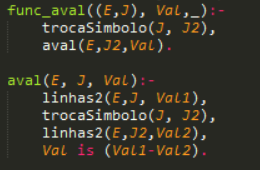 func_aval((E,J), Val,_):-
trocaSimbolo(J, J2),
aval(E,J2,Val).
aval(E, J, Val):-
linhas2(E,J,Val1),
trocaSimbolo(J, J2),
linhas2(E,J2,Val2),
Val is (Val1-Val2).